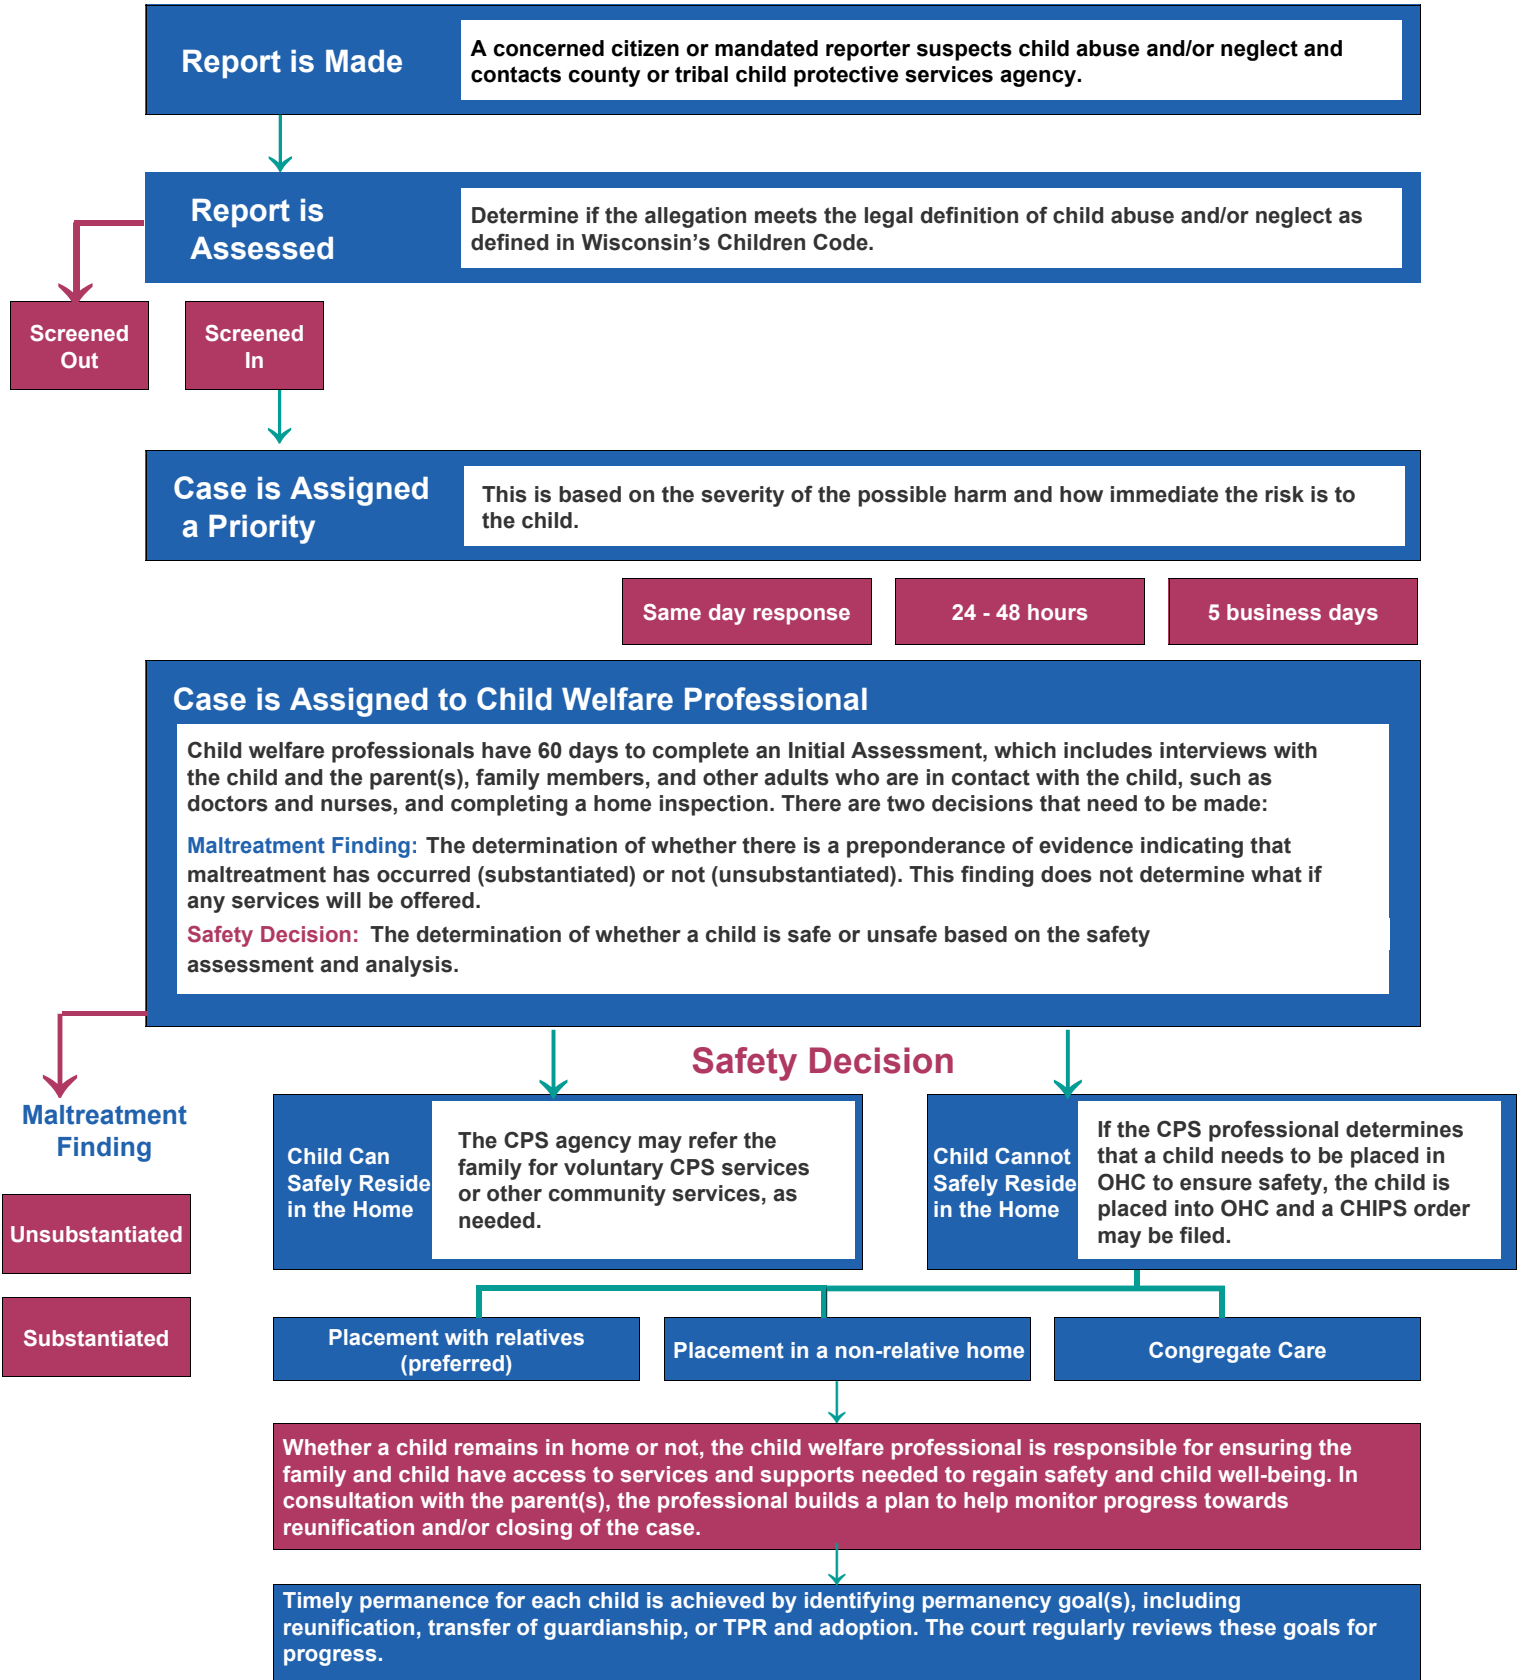 Report is Made
A concerned citizen or mandated reporter suspects child abuse and/or neglect and
contacts county or tribal child protective services agency.
Report is
Assessed
Determine if the allegation meets the legal definition of child abuse and/or neglect as
defined in Wisconsin's Children Code.
Screened
Out
Screened
In
Case is Assigned
a Priority
This is based on the severity of the possible harm and how immediate the risk is to
the child.
Same day response
24 - 48 hours
5 business days
Case is Assigned to Child Welfare Professional
Child welfare professionals have 60 days to complete an Initial Assessment, which includes interviews with
the child and the parent(s), family members, and other adults who are in contact with the child, such as
doctors and nurses, and completing a home inspection. There are two decisions that need to be made:
Maltreatment Finding: The determination of whether there is a preponderance of evidence indicating that
maltreatment has occurred (substantiated) or not (unsubstantiated). This finding does not determine what if
any services will be offered.
Safety Decision: The determination of whether a child is safe or unsafe based on the safety
assessment and analysis.
Safety Decision
Maltreatment
Finding
Unsubstantiated
Substantiated
Child Can
Safely Reside
in the Home
The CPS agency may refer the
family for voluntary CPS services
or other community services, as
needed.
Child Cannot
Safely Reside
in the Home
If the CPS professional determines
that a child needs to be placed in
OHC to ensure safety, the child is
placed into OHC and a CHIPS order
may be filed.
Placement with relatives
(preferred)
Placement in a non-relative home
Congregate Care
Whether a child remains in home or not, the child welfare professional is responsible for ensuring the
family and child have access to services and supports needed to regain safety and child well-being. In
consultation with the parent(s), the professional builds a plan to help monitor progress towards
reunification and/or closing of the case.
Timely permanence for each child is achieved by identifying permanency goal(s), including
reunification, transfer of guardianship, or TPR and adoption. The court regularly reviews these goals for
progress.